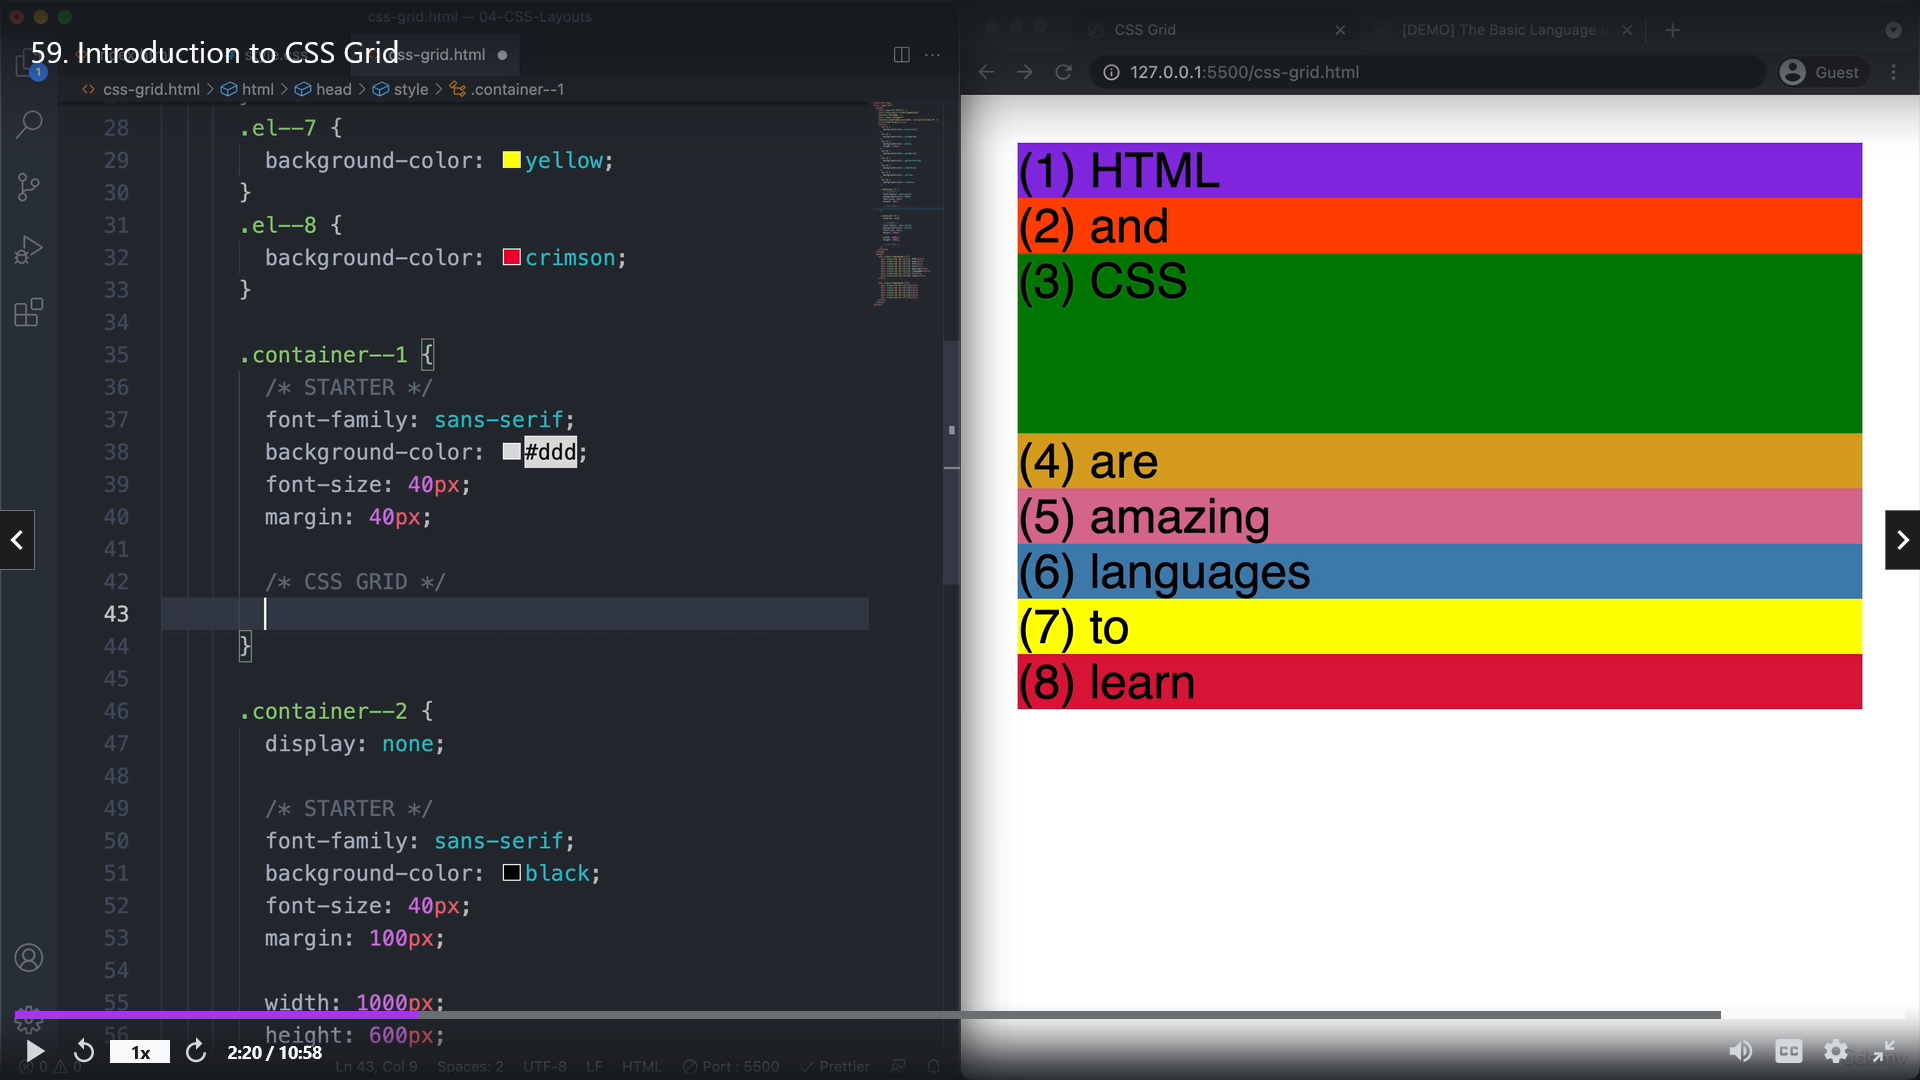 css-grid.html — 04-CSS-Layouts
59. Introduction to CSS Grid
css-grid.html
css-grid.html > html > head > style > .container--1
1
28 .el--7 {
29 background-color: yellow;
30 }
31 .el--8 {
32 background-color: crimson;
33 }
34
35 .container--1 {
36 /* STARTER */
37 font-family: sans-serif;
38 background-color: #ddd;
39 font-size: 40px;
40 margin: 40px;
41
42 /* CSS GRID */
43
44 }
45
46 .container--2 {
47 display: none;
48
49 /* STARTER */
50 font-family: sans-serif;
51 background-color: black;
52 font-size: 40px;
53 margin: 100px;
54
55 width: 1000px;
56 height: 600px;
1x
2:20 / 10:58
0 0
Ln 43, Col 9 Spaces: 2 UTF-8 LF HTML Port : 5500 Prettier
CSS Grid
[DEMO] The Basic Language o
127.0.0.1:5500/css-grid.html
Guest
(1) HTML
(2) and
(3) CSS
(4) are
(5) amazing
(6) languages
(7) to
(8) learn
CC